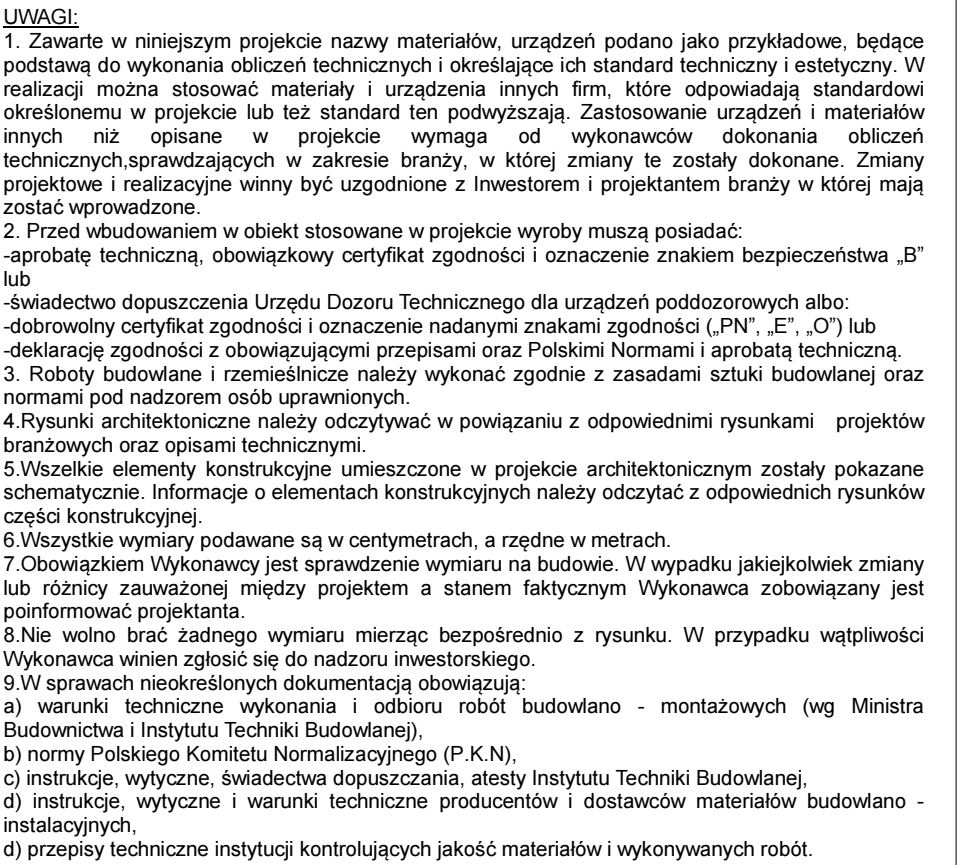 UWAGI:
1. Zawarte w niniejszym projekcie nazwy materiałów, urządzeń podano jako przykładowe, będące
podstawą do wykonania obliczeń technicznych i określające ich standard techniczny i estetyczny. W
realizacji można stosować materiały i urządzenia innych firm, które odpowiadają standardowi
określonemu w projekcie lub też standard ten podwyższają. Zastosowanie urządzeń i materiałów
innych niż opisane w projekcie wymaga od wykonawców dokonania obliczeń
technicznych,sprawdzających w zakresie branży, w której zmiany te zostały dokonane. Zmiany
projektowe i realizacyjne winny być uzgodnione z Inwestorem i projektantem branży w której mają
zostać wprowadzone.
2. Przed wbudowaniem w obiekt stosowane w projekcie wyroby muszą posiadać:
-aprobatę techniczną, obowiązkowy certyfikat zgodności i oznaczenie znakiem bezpieczeństwa „B”
lub
-świadectwo dopuszczenia Urzędu Dozoru Technicznego dla urządzeń poddozorowych albo:
-dobrowolny certyfikat zgodności i oznaczenie nadanymi znakami zgodności („PN”, „E”, „O”) lub
-deklarację zgodności z obowiązującymi przepisami oraz Polskimi Normami i aprobatą techniczną.
3. Roboty budowlane i rzemieślnicze należy wykonać zgodnie z zasadami sztuki budowlanej oraz
normami pod nadzorem osób uprawnionych.
4.Rysunki architektoniczne należy odczytywać w powiązaniu z odpowiednimi rysunkami projektów
branżowych oraz opisami technicznymi.
5.Wszelkie elementy konstrukcyjne umieszczone w projekcie architektonicznym zostały pokazane
schematycznie. Informacje o elementach konstrukcyjnych należy odczytać z odpowiednich rysunków
części konstrukcyjnej.
6.Wszystkie wymiary podawane są w centymetrach, a rzędne w metrach.
7.Obowiązkiem Wykonawcy jest sprawdzenie wymiaru na budowie. W wypadku jakiejkolwiek zmiany
lub różnicy zauważonej między projektem a stanem faktycznym Wykonawca zobowiązany jest
poinformować projektanta.
8.Nie wolno brać żadnego wymiaru mierząc bezpośrednio z rysunku. W przypadku wątpliwości
Wykonawca winien zgłosić się do nadzoru inwestorskiego.
9.W sprawach nieokreślonych dokumentacją obowiązują:
a) warunki techniczne wykonania i odbioru robót budowlano - montażowych (wg Ministra
Budownictwa i Instytutu Techniki Budowlanej),
b) normy Polskiego Komitetu Normalizacyjnego (P.K.N),
c) instrukcje, wytyczne, świadectwa dopuszczania, atesty Instytutu Techniki Budowlanej,
d) instrukcje, wytyczne i warunki techniczne producentów i dostawców materiałów budowlano -
instalacyjnych,
d) przepisy techniczne instytucji kontrolujących jakość materiałów i wykonywanych robót.